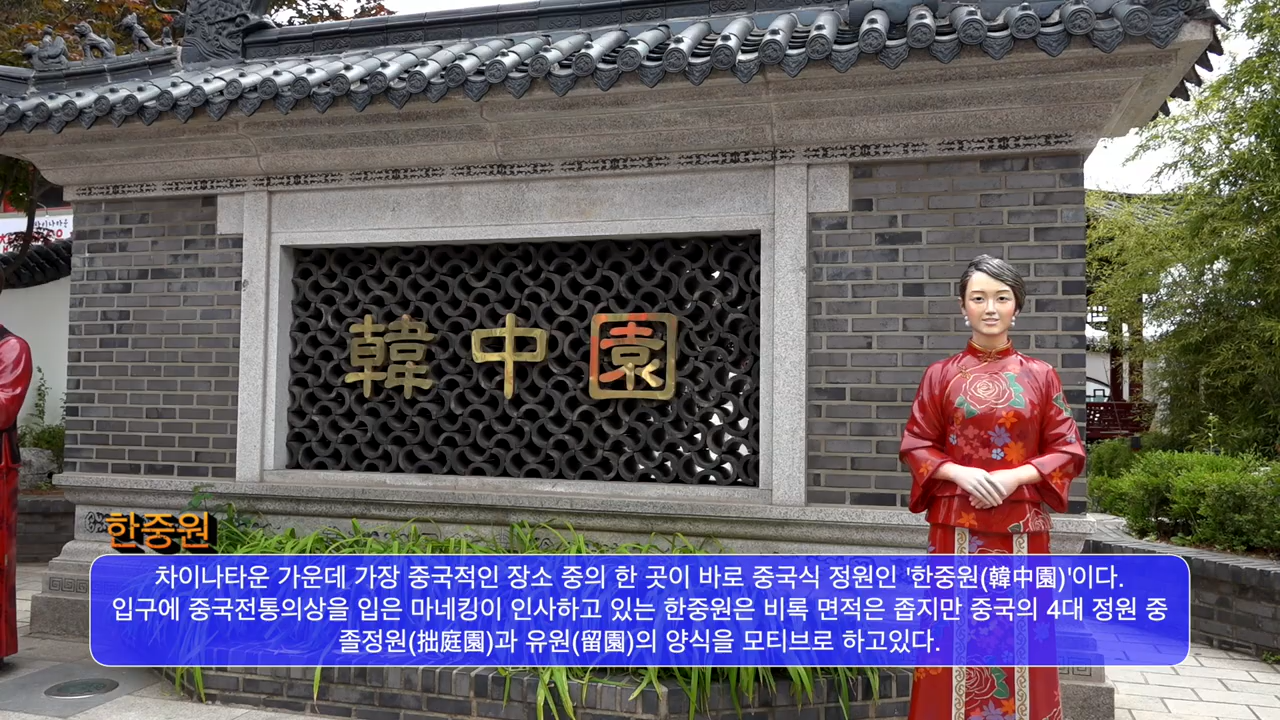 韓中園
한중원
차이나타운 가운데 가장 중국적인 장소 중의 한 곳이 바로 중국식 정원인 '한중원(韓中園)'이다.
입구에 중국전통의상을 입은 마네킹이 인사하고 있는 한중원은 비록 면적은 좁지만 중국의 4대 정원 중
졸정원(拙庭園)과 유원(留園)의 양식을 모티브로 하고있다.